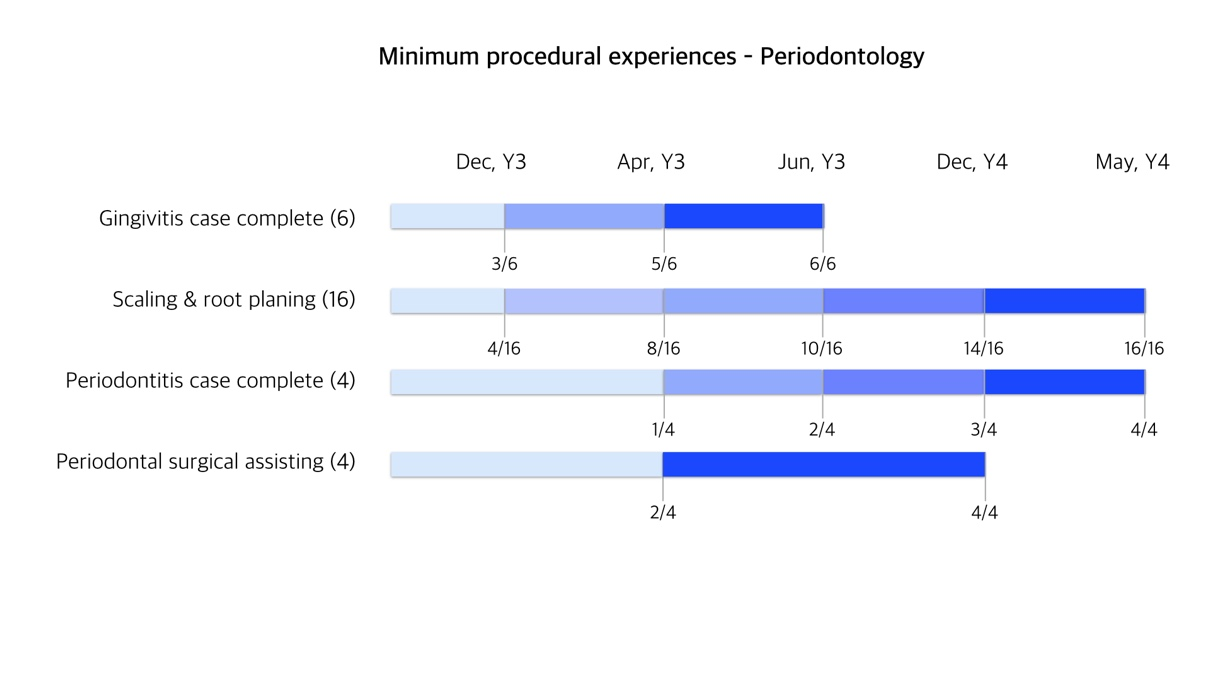 Minimum procedural experiences - Periodontology
Dec, Y3 Apr, Y3 Jun, Y3 Dec, Y4 May, Y4
Gingivitis case complete (6)
3/6 5/6 6/6
Scaling & root planing (16)
4/16 8/16 10/16 14/16 16/16
Periodontitis case complete (4)
1/4 2/4 3/4 4/4
Periodontal surgical assisting (4)
2/4 4/4